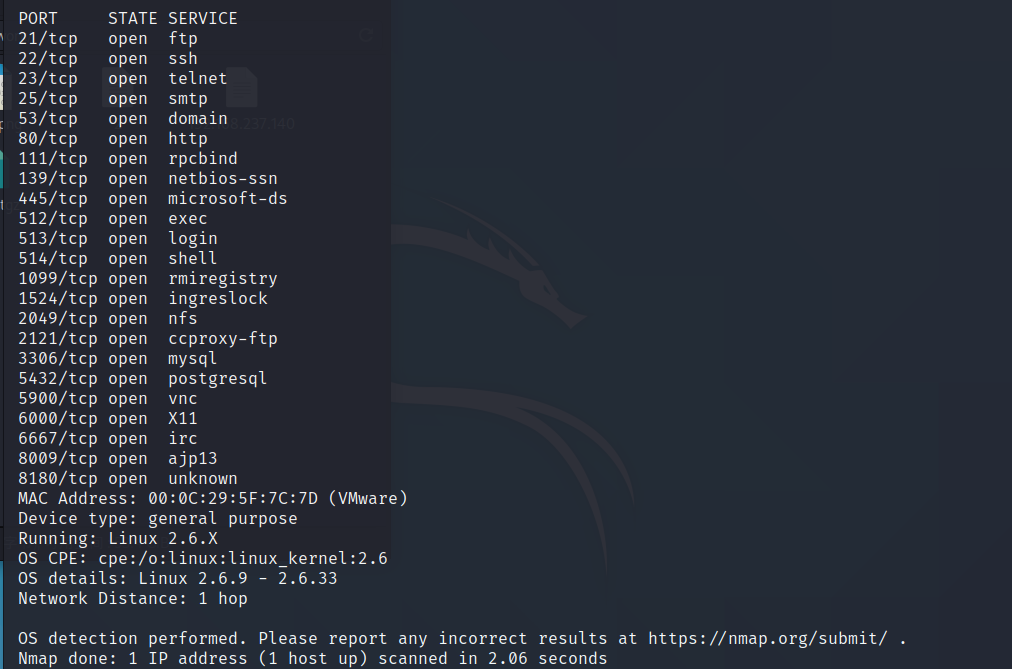 PORT     STATE SERVICE
21/tcp   open  ftp
22/tcp   open  ssh
23/tcp   open  telnet
25/tcp   open  smtp
53/tcp   open  domain
80/tcp   open  http
111/tcp  open  rpcbind
139/tcp  open  netbios-ssn
445/tcp  open  microsoft-ds
512/tcp  open  exec
513/tcp  open  login
514/tcp  open  shell
1099/tcp open  rmiregistry
1524/tcp open  ingreslock
2049/tcp open  nfs
2121/tcp open  ccproxy-ftp
3306/tcp open  mysql
5432/tcp open  postgresql
5900/tcp open  vnc
6000/tcp open  X11
6667/tcp open  irc
8009/tcp open  ajp13
8180/tcp open  unknown
MAC Address: 00:0C:29:5F:7C:7D (VMware)
Device type: general purpose
Running: Linux 2.6.X
OS CPE: cpe:/o:linux:linux_kernel:2.6
OS details: Linux 2.6.9 - 2.6.33
Network Distance: 1 hop
OS detection performed. Please report any incorrect results at https://nmap.org/submit/ .
Nmap done: 1 IP address (1 host up) scanned in 2.06 seconds